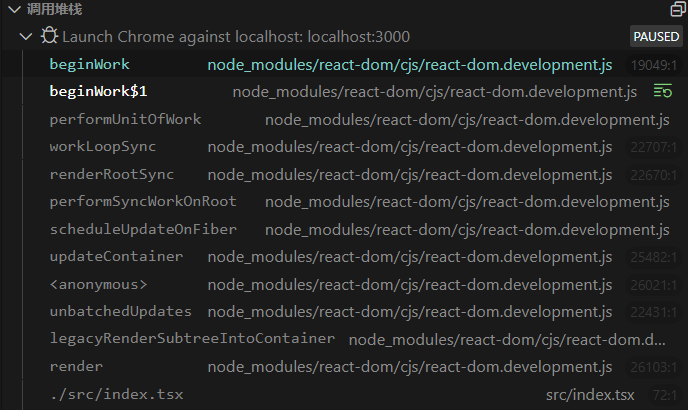 调用堆栈
Launch Chrome against localhost: localhost:3000 PAUSED
beginWork node_modules/react-dom/cjs/react-dom.development.js 19049:1
beginWork$1 node_modules/react-dom/cjs/react-dom.development.js
performUnitOfWork node_modules/react-dom/cjs/react-dom.development.js
workLoopSync node_modules/react-dom/cjs/react-dom.development.js 22707:1
renderRootSync node_modules/react-dom/cjs/react-dom.development.js 22670:1
performSyncWorkOnRoot node_modules/react-dom/cjs/react-dom.development.js
scheduleUpdateOnFiber node_modules/react-dom/cjs/react-dom.development.js
updateContainer node_modules/react-dom/cjs/react-dom.development.js 25482:1
<anonymous> node_modules/react-dom/cjs/react-dom.development.js 26021:1
unbatchedUpdates node_modules/react-dom/cjs/react-dom.development.js 22431:1
legacyRenderSubtreeIntoContainer node_modules/react-dom/cjs/react-dom.d...
render node_modules/react-dom/cjs/react-dom.development.js 26103:1
./src/index.tsx src/index.tsx 72:1